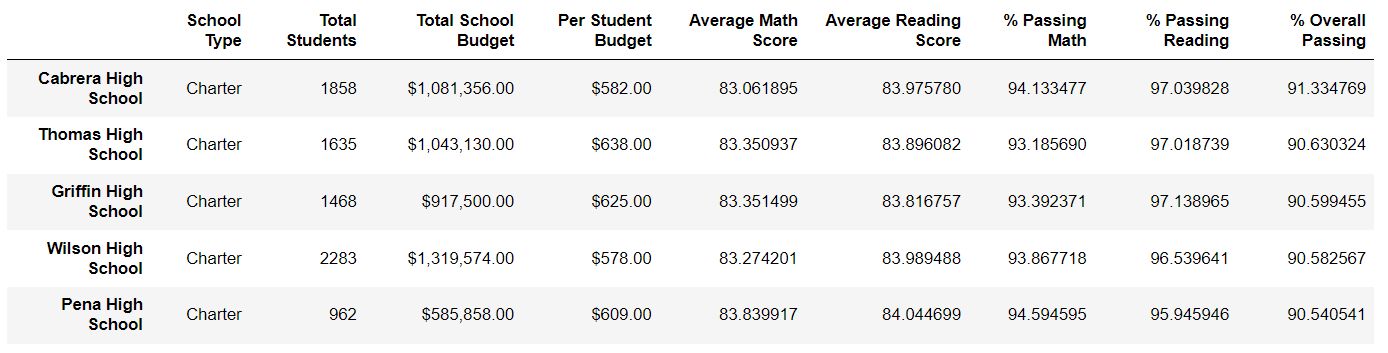 School Type Total Students Total School Budget Per Student Budget Average Math Score Average Reading Score % Passing Math % Passing Reading % Overall Passing
Cabrera High School Charter 1858 $1,081,356.00 $582.00 83.061895 83.975780 94.133477 97.039828 91.334769
Thomas High School Charter 1635 $1,043,130.00 $638.00 83.350937 83.896082 93.185690 97.018739 90.630324
Griffin High School Charter 1468 $917,500.00 $625.00 83.351499 83.816757 93.392371 97.138965 90.599455
Wilson High School Charter 2283 $1,319,574.00 $578.00 83.274201 83.989488 93.867718 96.539641 90.582567
Pena High School Charter 962 $585,858.00 $609.00 83.839917 84.044699 94.594595 95.945946 90.540541